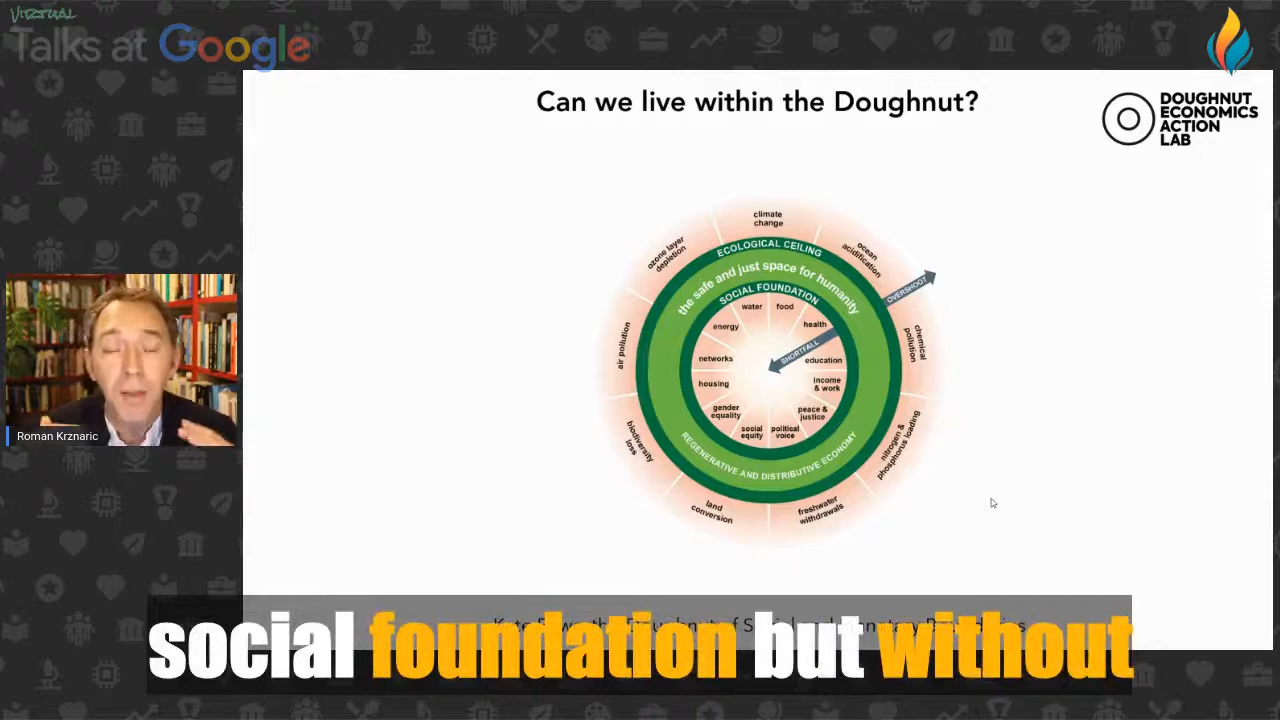 VIRTUAL
Talks at Google
Can we live within the Doughnut?
DOUGHNUT
ECONOMICS
ACTION
LAB
climate
change
ozone layer
depletion
ocean
acidification
ECOLOGICAL CEILING
the safe and just space for humanity
OVERSHOOT
SOCIAL FOUNDATION
water
food
energy
health
air pollution
chemical
pollution
SHORTFALL
networks
education
housing
income
& work
gender
equality
peace &
justice
social
equity
political
voice
Roman Krznaric
biodiversity
loss
nitrogen &
phosphorus loading
REGENERATIVE AND DISTRIBUTIVE ECONOMY
land
conversion
freshwater
withdrawals
social foundation but without